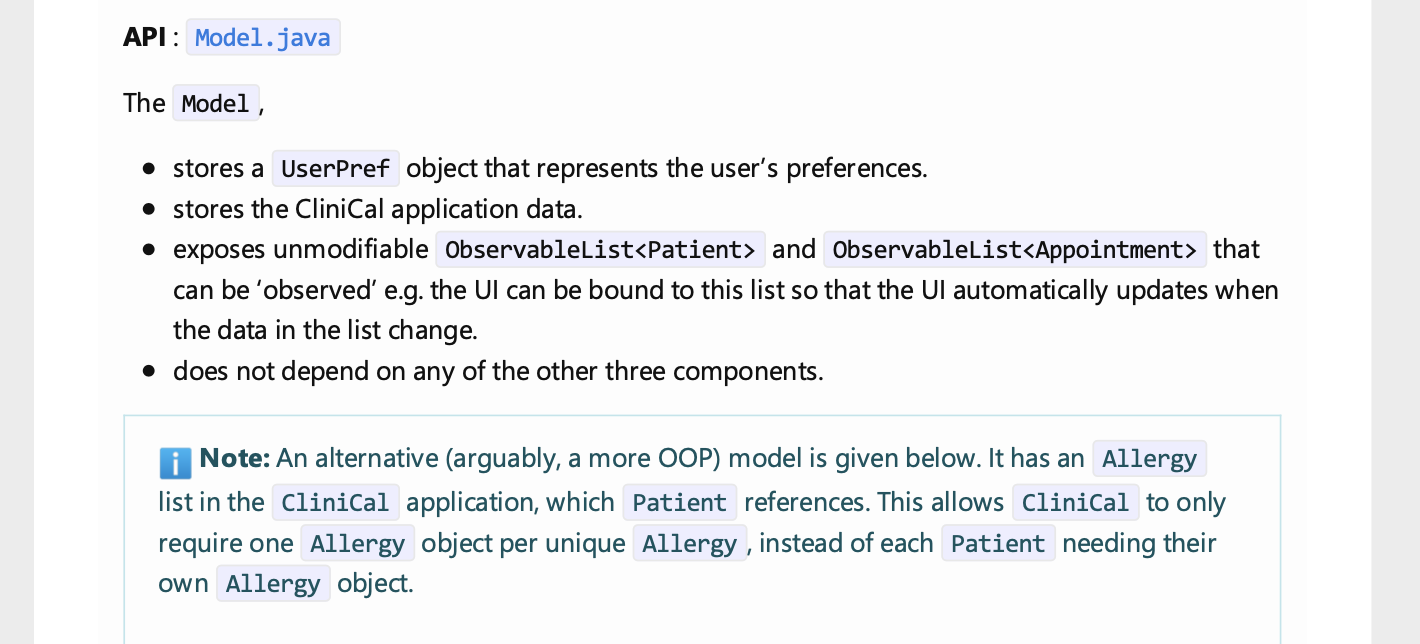 API : Model.java
The Model ,
• stores a UserPref object that represents the user’s preferences.
• stores the CliniCal application data.
• exposes unmodifiable ObservableList<Patient> and ObservableList<Appointment> that
can be ‘observed’ e.g. the UI can be bound to this list so that the UI automatically updates when
the data in the list change.
• does not depend on any of the other three components.
ℹ️ Note: An alternative (arguably, a more OOP) model is given below. It has an Allergy
list in the CliniCal application, which Patient references. This allows CliniCal to only
require one Allergy object per unique Allergy , instead of each Patient needing their
own Allergy object.